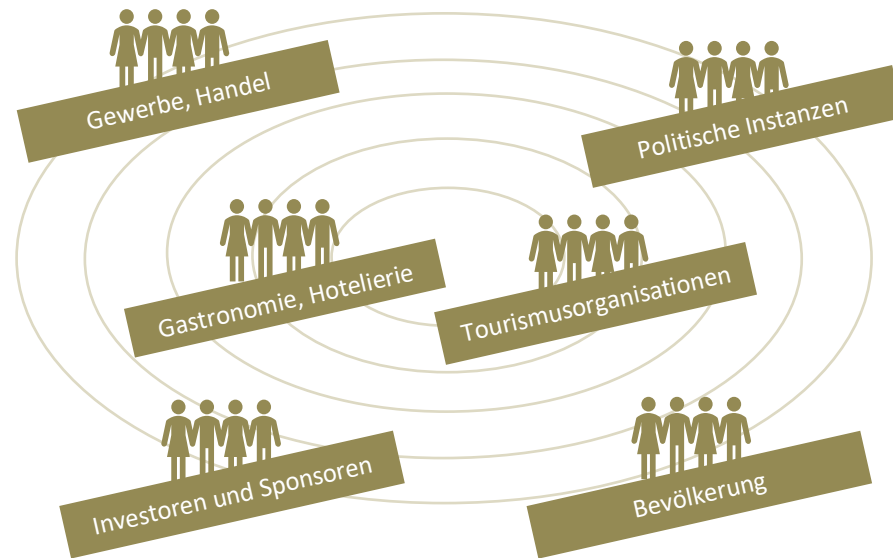 Gewerbe, Handel
Politische Instanzen
Gastronomie, Hotelierie
Tourismusorganisationen
Investoren und Sponsoren
Bevölkerung